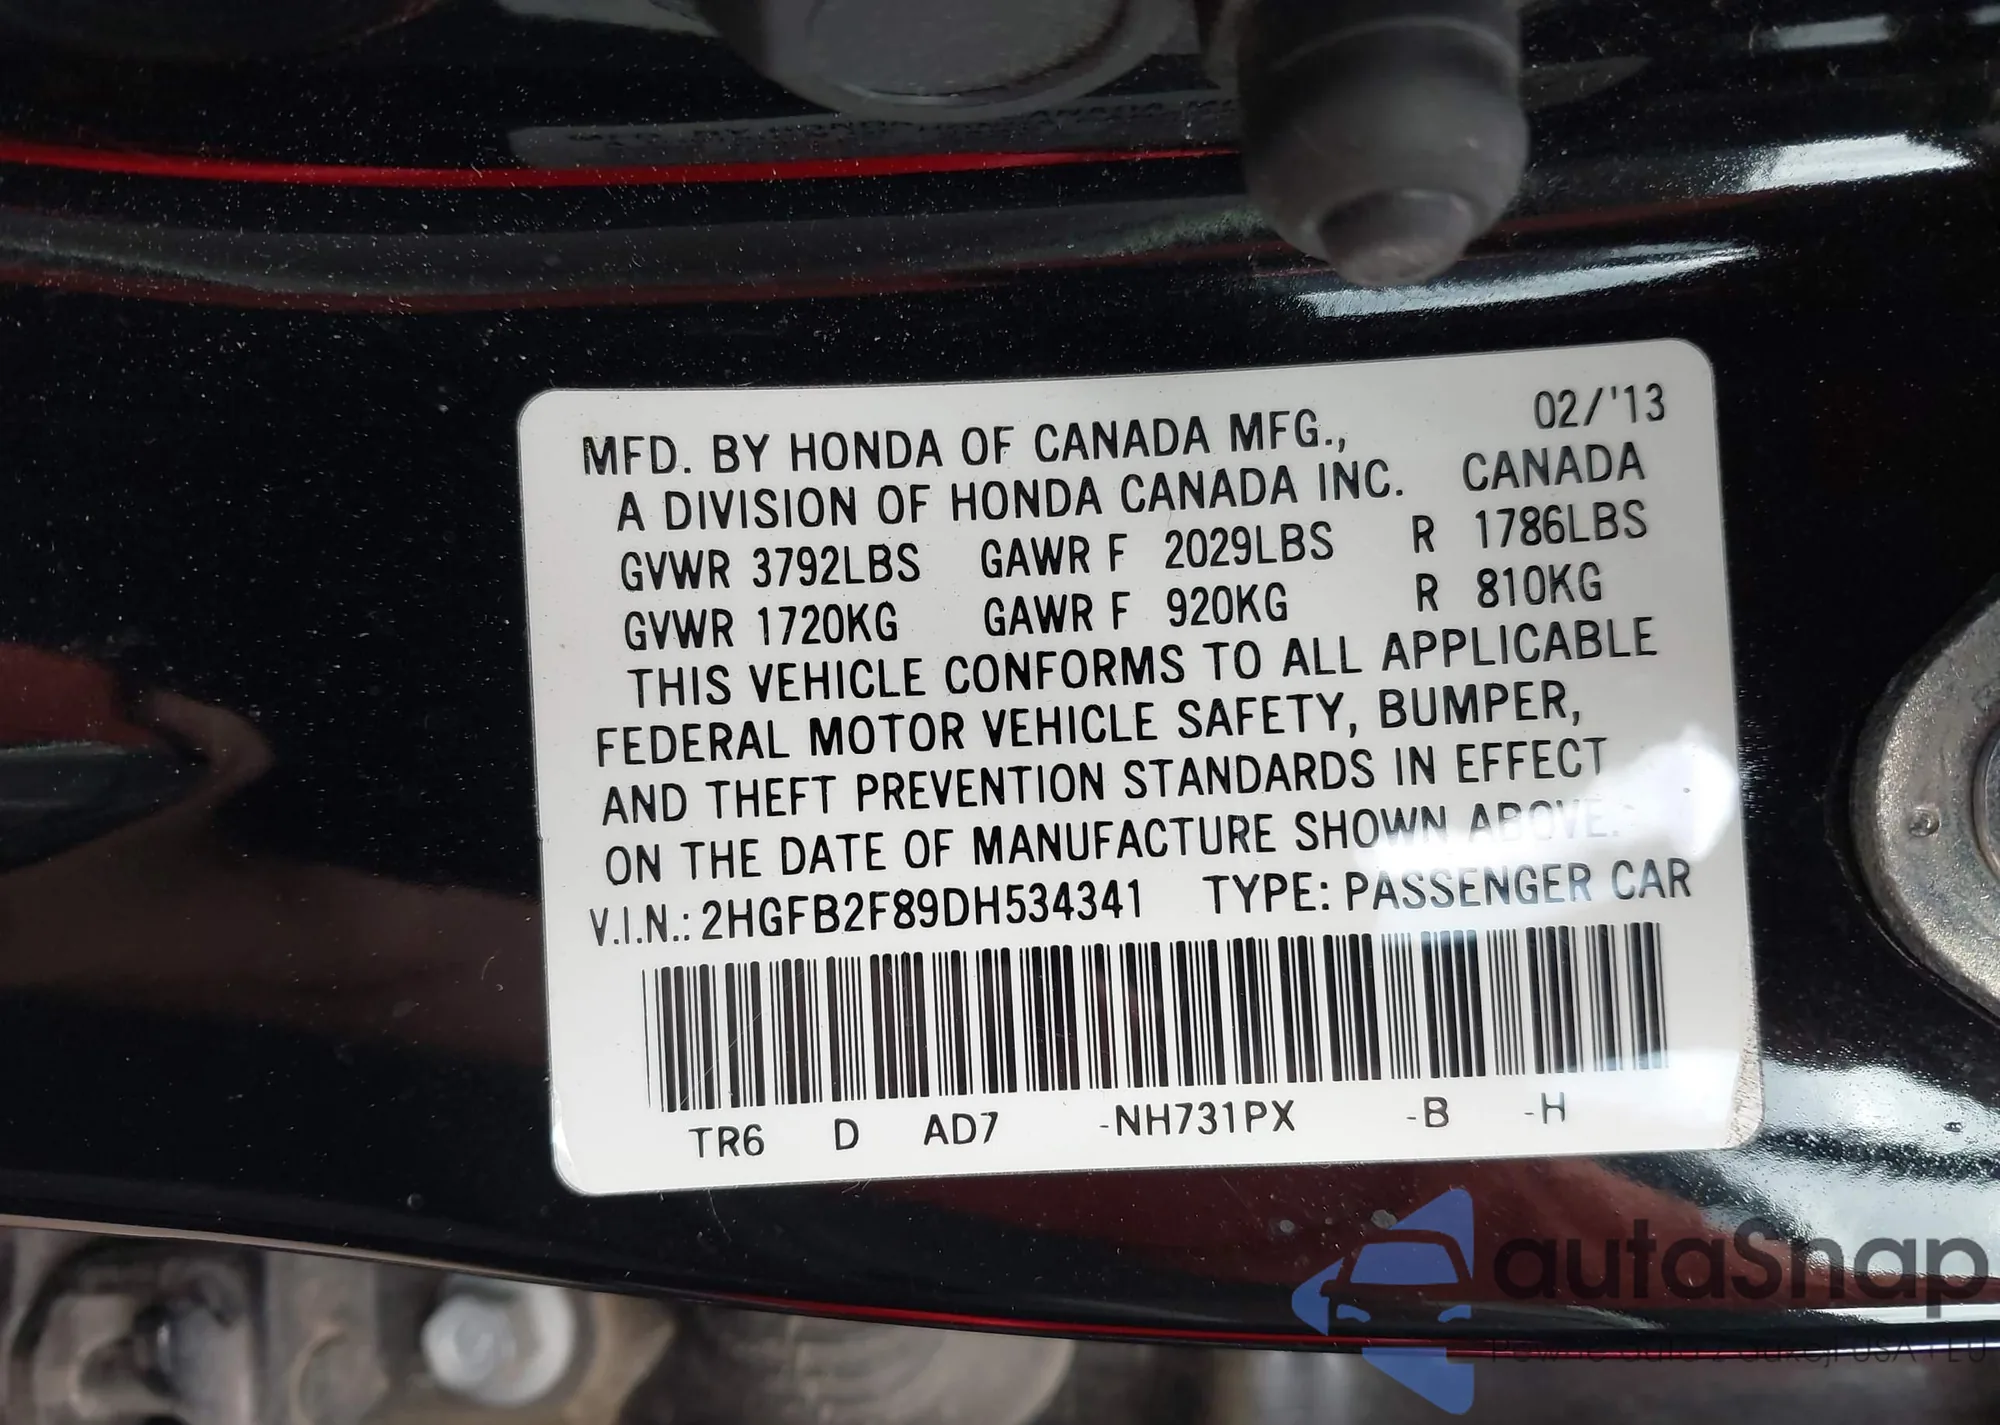 02/'13
MFD. BY HONDA OF CANADA MFG.,
A DIVISION OF HONDA CANADA INC. CANADA
GVWR 3792LBS GAWR F 2029LBS R 1786LBS
GVWR 1720KG GAWR F 920KG R 810KG
THIS VEHICLE CONFORMS TO ALL APPLICABLE
FEDERAL MOTOR VEHICLE SAFETY, BUMPER,
AND THEFT PREVENTION STANDARDS IN EFFECT
ON THE DATE OF MANUFACTURE SHOWN ABOVE.
V.I.N.: 2HGFB2F89DH534341 TYPE: PASSENGER CAR
TR6 D AD7 -NH731PX -B -H
autaSnap